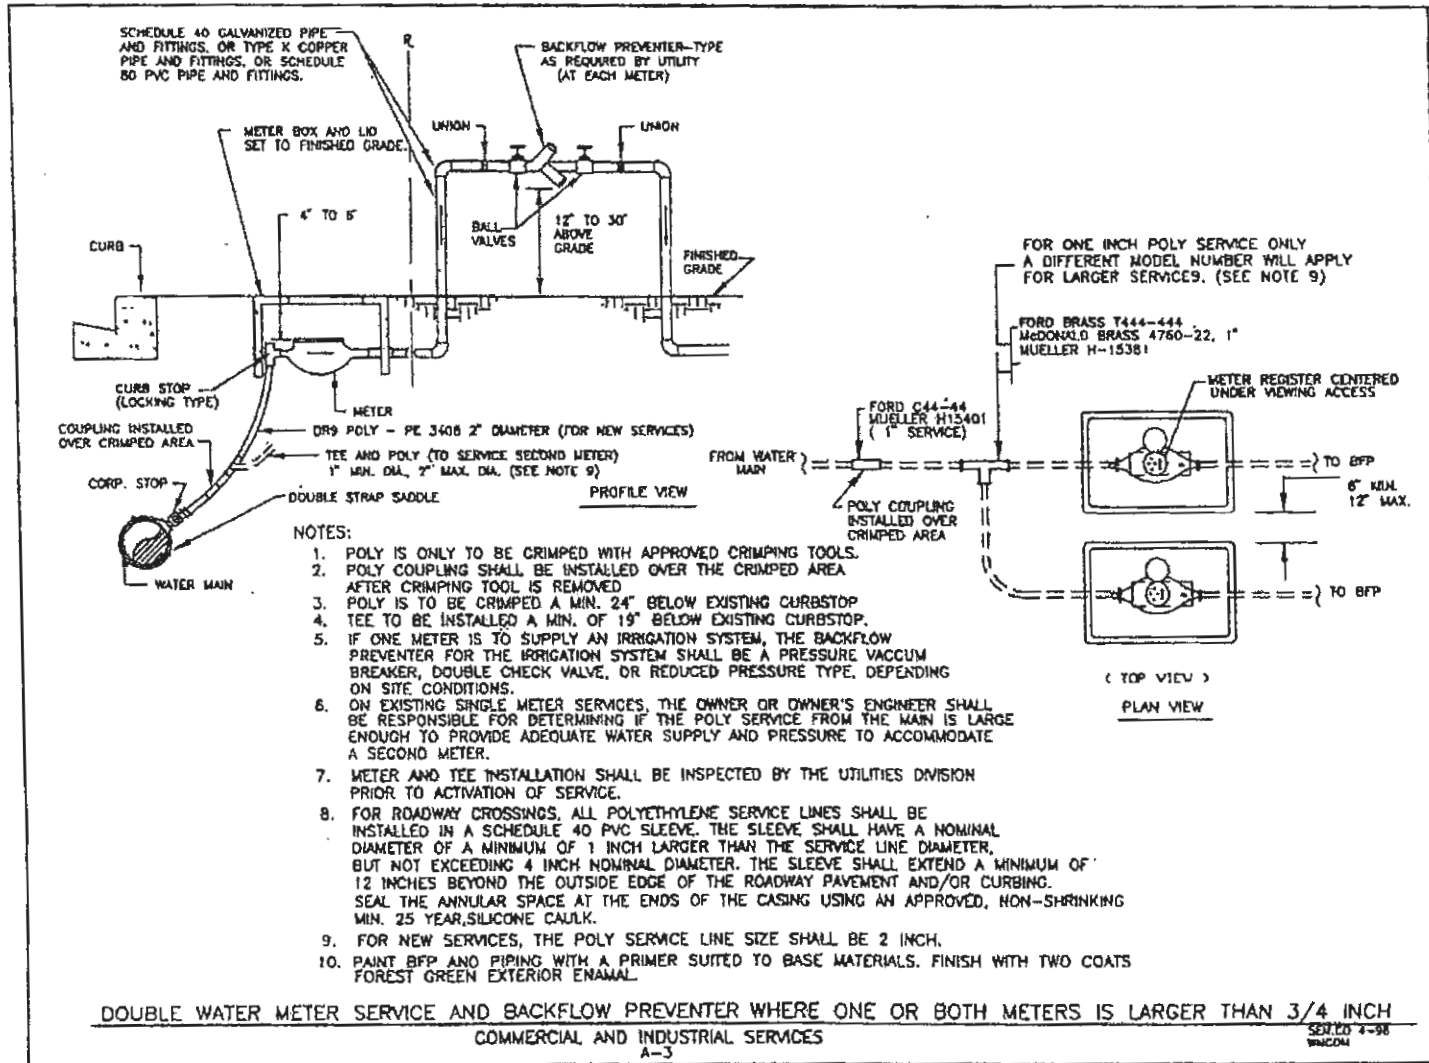 SCHEDULE 40 GALVANIZED PIPE
AND FITTINGS, OR TYPE K COPPER
PIPE AND FITTINGS, OR SCHEDULE
80 PVC PIPE AND FITTINGS.
BACKFLOW PREVENTER-TYPE
AS REQUIRED BY UTILITY
(AT EACH METER)
METER BOX AND LID
SET TO FINISHED GRADE.
UNION
UNION
4" TO 6"
BALL
VALVES
12" TO 30"
ABOVE
GRADE
CURB
FINISHED
GRADE
CURB STOP
(LOCKING TYPE)
METER
COUPLING INSTALLED
OVER CRIMPED AREA
DR9 POLY - PE 3408 2" DIAMETER (FOR NEW SERVICES)
TEE AND POLY (TO SERVICE SECOND METER)
1" MIN. DIA., 2" MAX. DIA. (SEE NOTE 9)
CORP. STOP
DOUBLE STRAP SADDLE
PROFILE VIEW
WATER MAIN
FOR ONE INCH POLY SERVICE ONLY
A DIFFERENT MODEL NUMBER WILL APPLY
FOR LARGER SERVICES. (SEE NOTE 9)
FORD BRASS T444-444
McDONALD BRASS 4760-22, 1"
MUELLER H-15381
METER REGISTER CENTERED
UNDER VIEWING ACCESS
FORD C44-44
MUELLER H15401
( 1" SERVICE)
FROM WATER
MAIN
TO BFP
6" MIN.
12" MAX.
POLY COUPLING
INSTALLED OVER
CRIMPED AREA
TO BFP
( TOP VIEW )
PLAN VIEW
NOTES:
1. POLY IS ONLY TO BE CRIMPED WITH APPROVED CRIMPING TOOLS.
2. POLY COUPLING SHALL BE INSTALLED OVER THE CRIMPED AREA
AFTER CRIMPING TOOL IS REMOVED
3. POLY IS TO BE CRIMPED A MIN. 24" BELOW EXISTING CURBSTOP
4. TEE TO BE INSTALLED A MIN. OF 19" BELOW EXISTING CURBSTOP.
5. IF ONE METER IS TO SUPPLY AN IRRIGATION SYSTEM, THE BACKFLOW
PREVENTER FOR THE IRRIGATION SYSTEM SHALL BE A PRESSURE VACCUM
BREAKER, DOUBLE CHECK VALVE, OR REDUCED PRESSURE TYPE, DEPENDING
ON SITE CONDITIONS.
6. ON EXISTING SINGLE METER SERVICES, THE OWNER OR OWNER'S ENGINEER SHALL
BE RESPONSIBLE FOR DETERMINING IF THE POLY SERVICE FROM THE MAIN IS LARGE
ENOUGH TO PROVIDE ADEQUATE WATER SUPPLY AND PRESSURE TO ACCOMMODATE
A SECOND METER.
7. METER AND TEE INSTALLATION SHALL BE INSPECTED BY THE UTILITIES DIVISION
PRIOR TO ACTIVATION OF SERVICE.
8. FOR ROADWAY CROSSINGS, ALL POLYETHYLENE SERVICE LINES SHALL BE
INSTALLED IN A SCHEDULE 40 PVC SLEEVE. THE SLEEVE SHALL HAVE A NOMINAL
DIAMETER OF A MINIMUM OF 1 INCH LARGER THAN THE SERVICE LINE DIAMETER,
BUT NOT EXCEEDING 4 INCH NOMINAL DIAMETER. THE SLEEVE SHALL EXTEND A MINIMUM OF
12 INCHES BEYOND THE OUTSIDE EDGE OF THE ROADWAY PAVEMENT AND/OR CURBING.
SEAL THE ANNULAR SPACE AT THE ENDS OF THE CASING USING AN APPROVED, NON-SHRINKING
MIN. 25 YEAR,SILICONE CAULK.
9. FOR NEW SERVICES, THE POLY SERVICE LINE SIZE SHALL BE 2 INCH.
10. PAINT BFP AND PIPING WITH A PRIMER SUITED TO BASE MATERIALS. FINISH WITH TWO COATS
FOREST GREEN EXTERIOR ENAMAL.
DOUBLE WATER METER SERVICE AND BACKFLOW PREVENTER WHERE ONE OR BOTH METERS IS LARGER THAN 3/4 INCH
COMMERCIAL AND INDUSTRIAL SERVICES
4-98
A-3